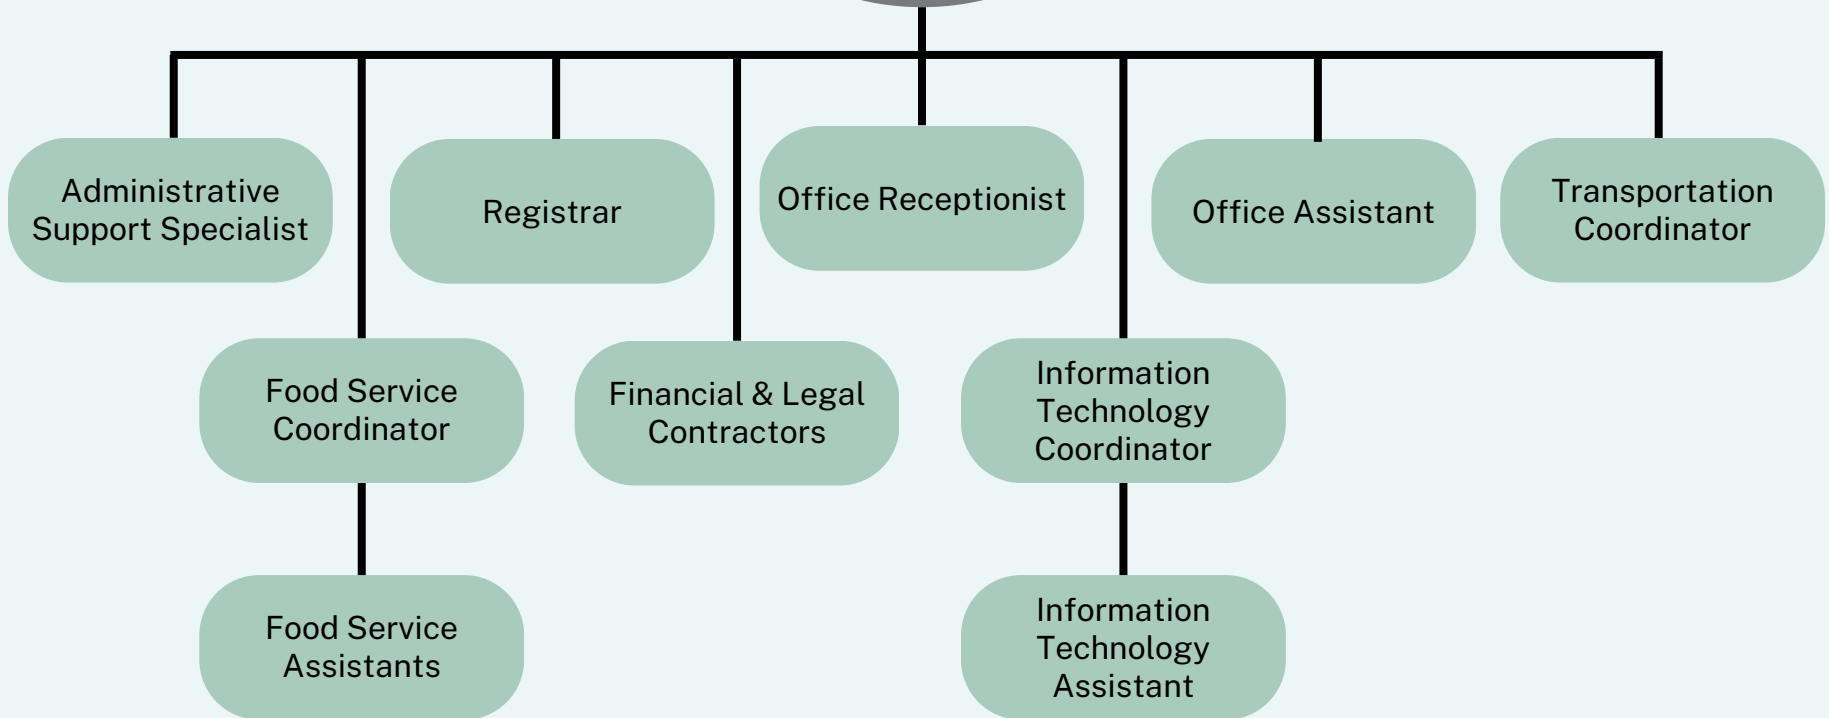 Administrative
Support Specialist
Registrar
Office Receptionist
Office Assistant
Transportation
Coordinator
Food Service
Coordinator
Financial & Legal
Contractors
Information
Technology
Coordinator
Food Service
Assistants
Information
Technology
Assistant